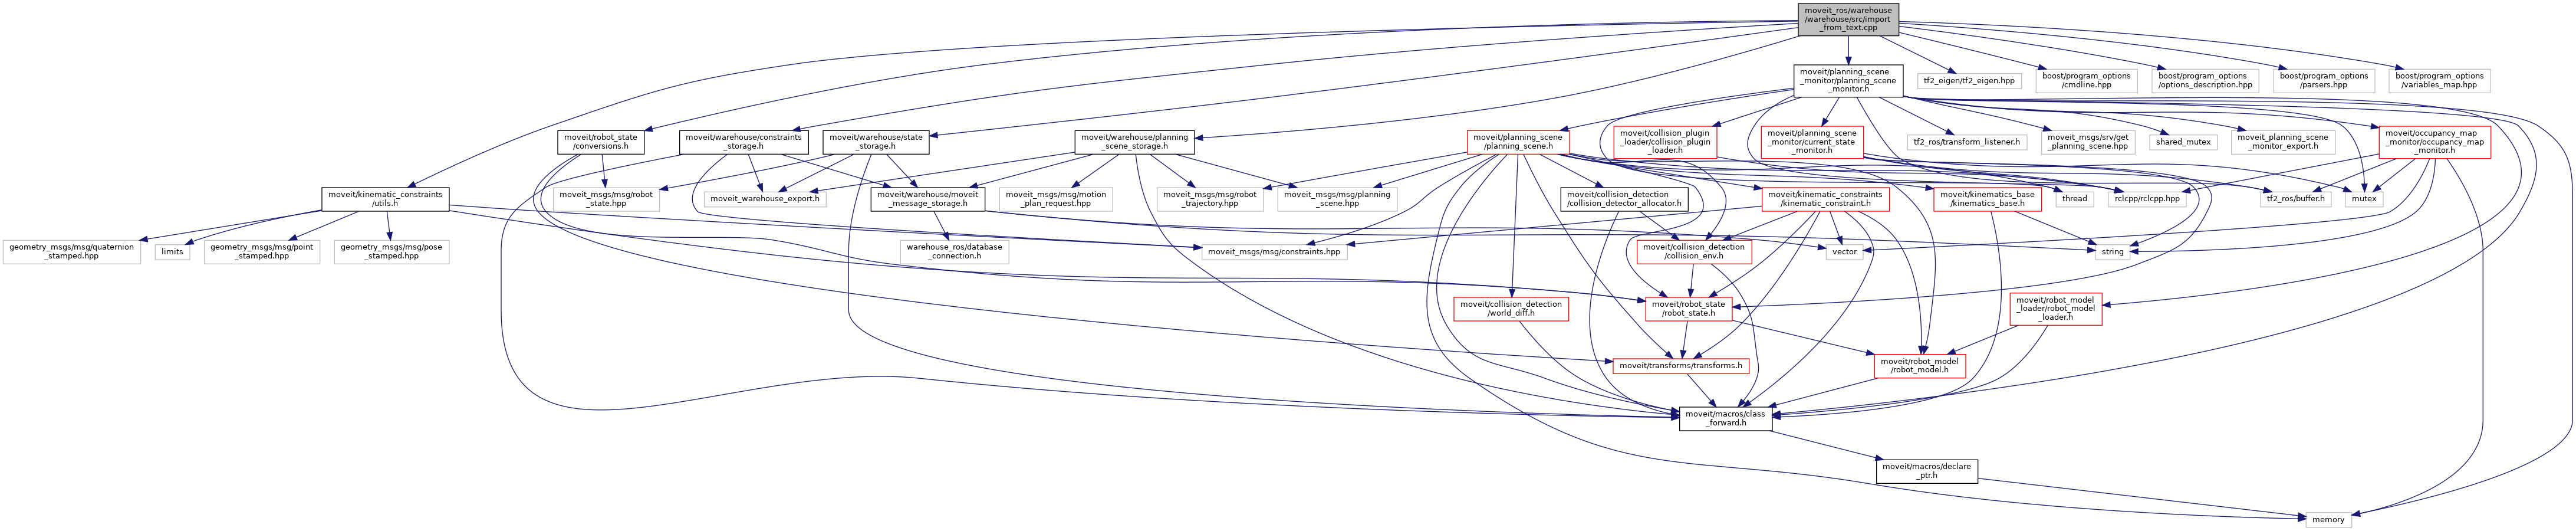 moveit_ros/warehouse
/warehouse/src/import
_from_text.cpp
moveit/planning_scene
_monitor/planning_scene
_monitor.h
tf2_eigen/tf2_eigen.hpp
boost/program_options
/cmdline.hpp
boost/program_options
/options_description.hpp
boost/program_options
/parsers.hpp
boost/program_options
/variables_map.hpp
moveit/robot_state
/conversions.h
moveit/warehouse/constraints
_storage.h
moveit/warehouse/state
_storage.h
moveit/warehouse/planning
_scene_storage.h
moveit/planning_scene
/planning_scene.h
moveit/collision_plugin
_loader/collision_plugin
_loader.h
moveit/planning_scene
_monitor/current_state
_monitor.h
tf2_ros/transform_listener.h
moveit_msgs/srv/get
_planning_scene.hpp
shared_mutex
moveit_planning_scene
_monitor_export.h
moveit/occupancy_map
_monitor/occupancy_map
_monitor.h
moveit/kinematic_constraints
/utils.h
moveit_msgs/msg/robot
_state.hpp
moveit_warehouse_export.h
moveit/warehouse/moveit
_message_storage.h
moveit_msgs/msg/motion
_plan_request.hpp
moveit_msgs/msg/robot
_trajectory.hpp
moveit_msgs/msg/planning
_scene.hpp
moveit/collision_detection
/collision_detector_allocator.h
moveit/kinematic_constraints
/kinematic_constraint.h
moveit/kinematics_base
/kinematics_base.h
thread
rclcpp/rclcpp.hpp
tf2_ros/buffer.h
mutex
geometry_msgs/msg/quaternion
_stamped.hpp
limits
geometry_msgs/msg/point
_stamped.hpp
geometry_msgs/msg/pose
_stamped.hpp
moveit_msgs/msg/constraints.hpp
warehouse_ros/database
_connection.h
moveit/collision_detection
/collision_env.h
vector
string
moveit/collision_detection
/world_diff.h
moveit/robot_state
/robot_state.h
moveit/robot_model
_loader/robot_model
_loader.h
moveit/transforms/transforms.h
moveit/robot_model
/robot_model.h
moveit/macros/class
_forward.h
moveit/macros/declare
_ptr.h
memory